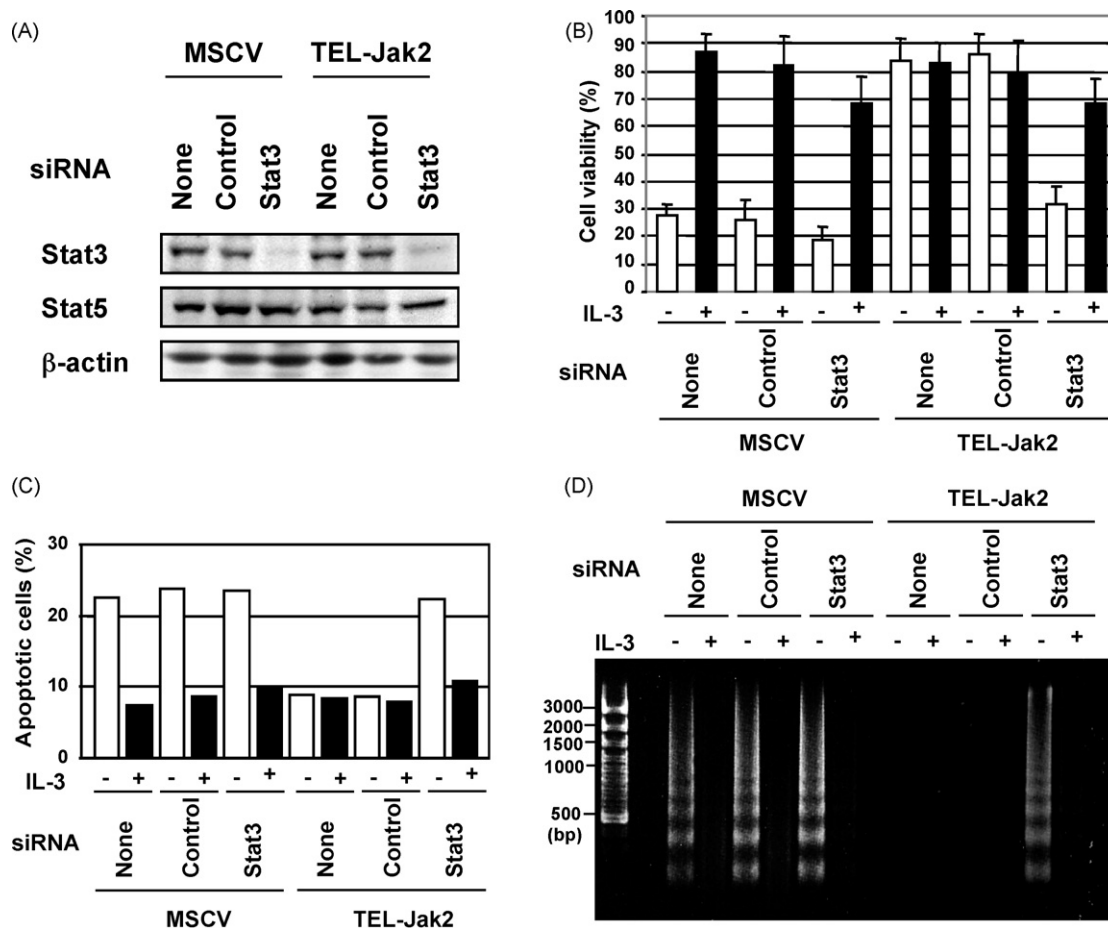 (A)
MSCV TEL-Jak2
siRNA None Control Stat3 None Control Stat3
Stat3
Stat5
β-actin
(B)
Cell viability (%)
100
90
80
70
60
50
40
30
20
10
0
IL-3 - + - + - + - + - + - +
siRNA None Control Stat3 None Control Stat3
MSCV TEL-Jak2
(C)
Apoptotic cells (%)
30
20
10
0
IL-3 - + - + - + - + - + - +
siRNA None Control Stat3 None Control Stat3
MSCV TEL-Jak2
(D)
MSCV TEL-Jak2
siRNA None Control Stat3 None Control Stat3
IL-3 - + - + - + - + - + - +
3000
2000
1500
1000
500
(bp)